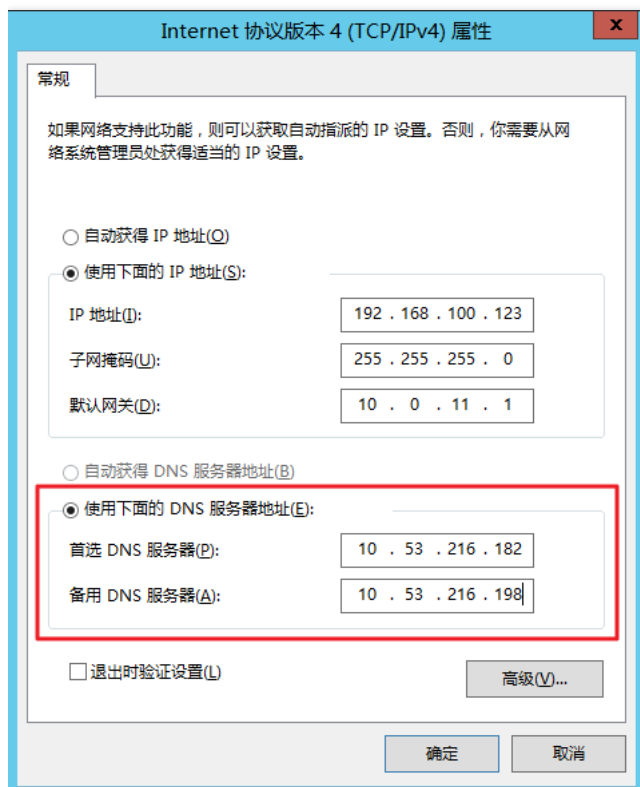 Internet 协议版本 4 (TCP/IPv4) 属性
x
常规
如果网络支持此功能，则可以获取自动指派的 IP 设置。否则，你需要从网
络系统管理员处获得适当的 IP 设置。
自动获得 IP 地址(O)
使用下面的 IP 地址(S):
IP 地址(I): 192 . 168 . 100 . 123
子网掩码(U): 255 . 255 . 255 . 0
默认网关(D): 10 . 0 . 11 . 1
自动获得 DNS 服务器地址(B)
使用下面的 DNS 服务器地址(E):
首选 DNS 服务器(P): 10 . 53 . 216 . 182
备用 DNS 服务器(A): 10 . 53 . 216 . 198
退出时验证设置(L)
高级(V)...
确定 取消